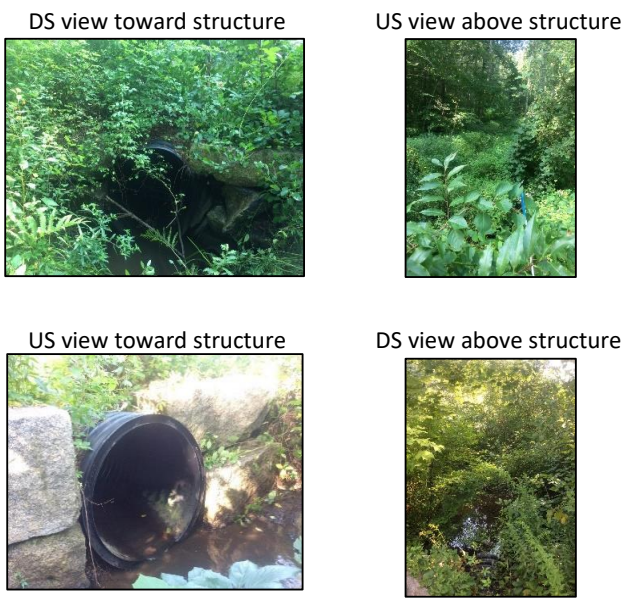 DS view toward structure
US view above structure
US view toward structure
DS view above structure